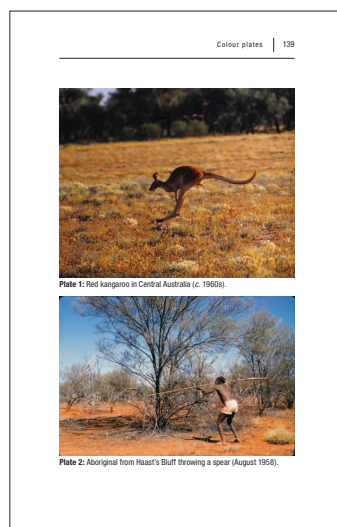 Colour plates 139
Plate 1: Red kangaroo in Central Australia (c. 1960s).
Plate 2: Aboriginal from Haast's Bluff throwing a spear (August 1958).